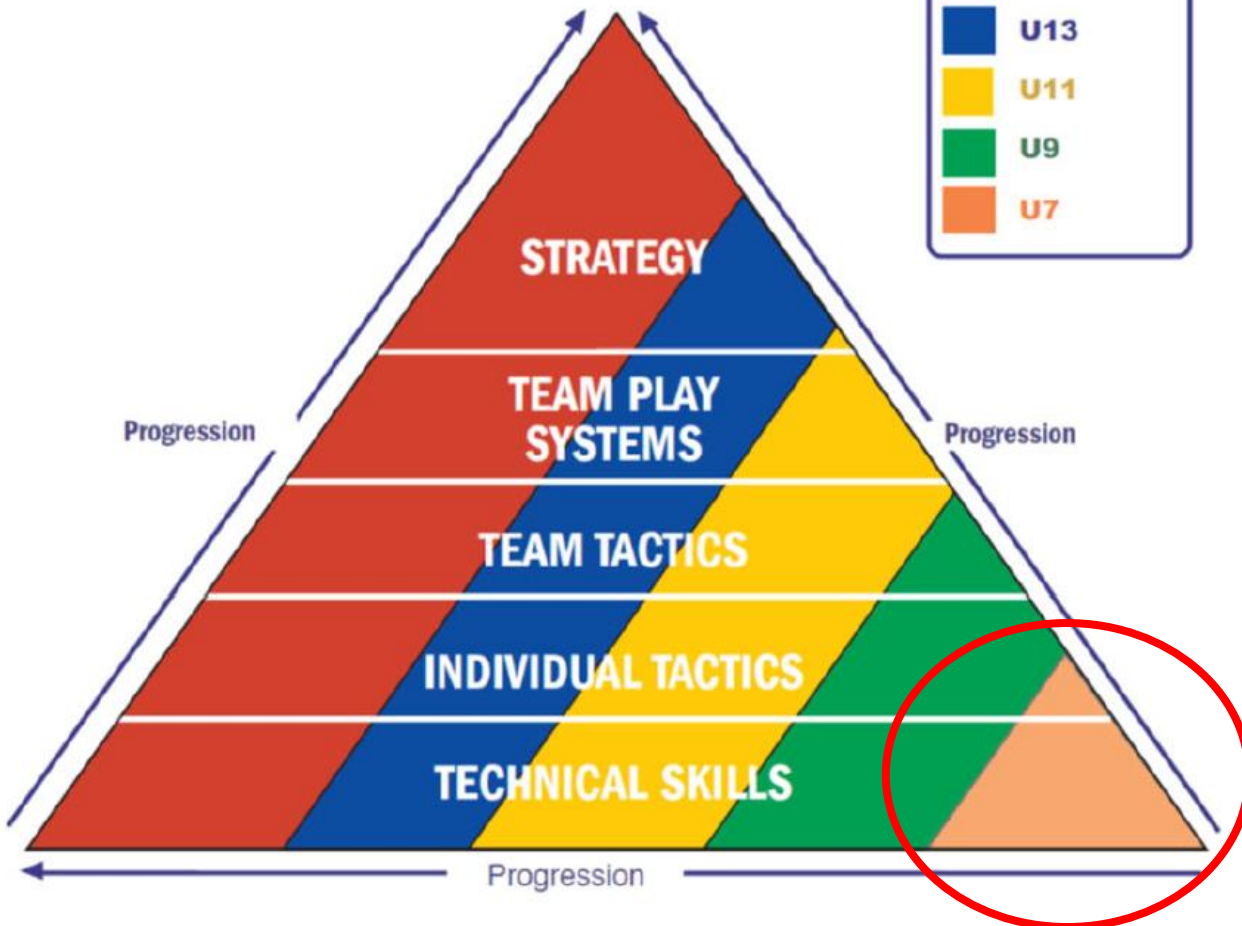 U13
U11
U9
U7
STRATEGY
TEAM PLAY
SYSTEMS
Progression
Progression
TEAM TACTICS
INDIVIDUAL TACTICS
TECHNICAL SKILLS
Progression